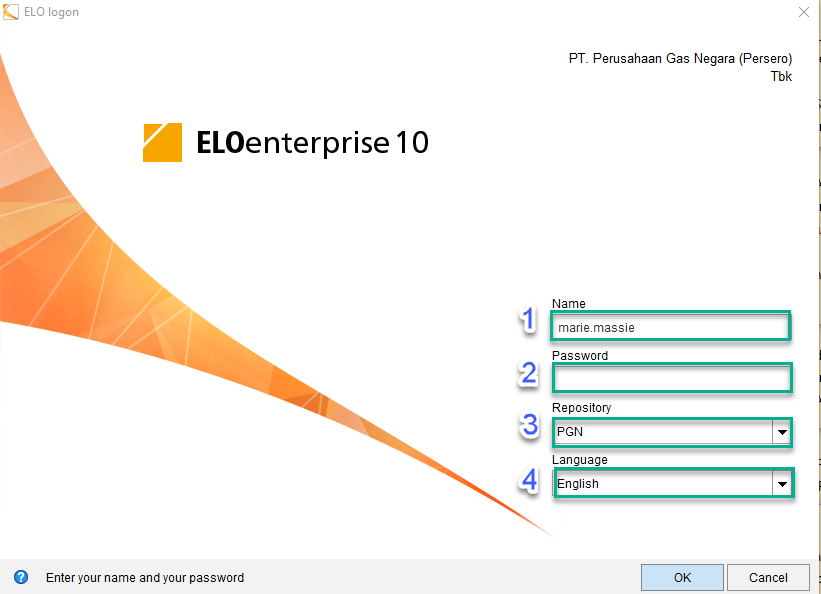 ELO logon
PT. Perusahaan Gas Negara (Persero)
Tbk
ELOenterprise 10
Name
1
marie.massie
Password
2
Repository
3
PGN
Language
4
English
Enter your name and your password
OK
Cancel